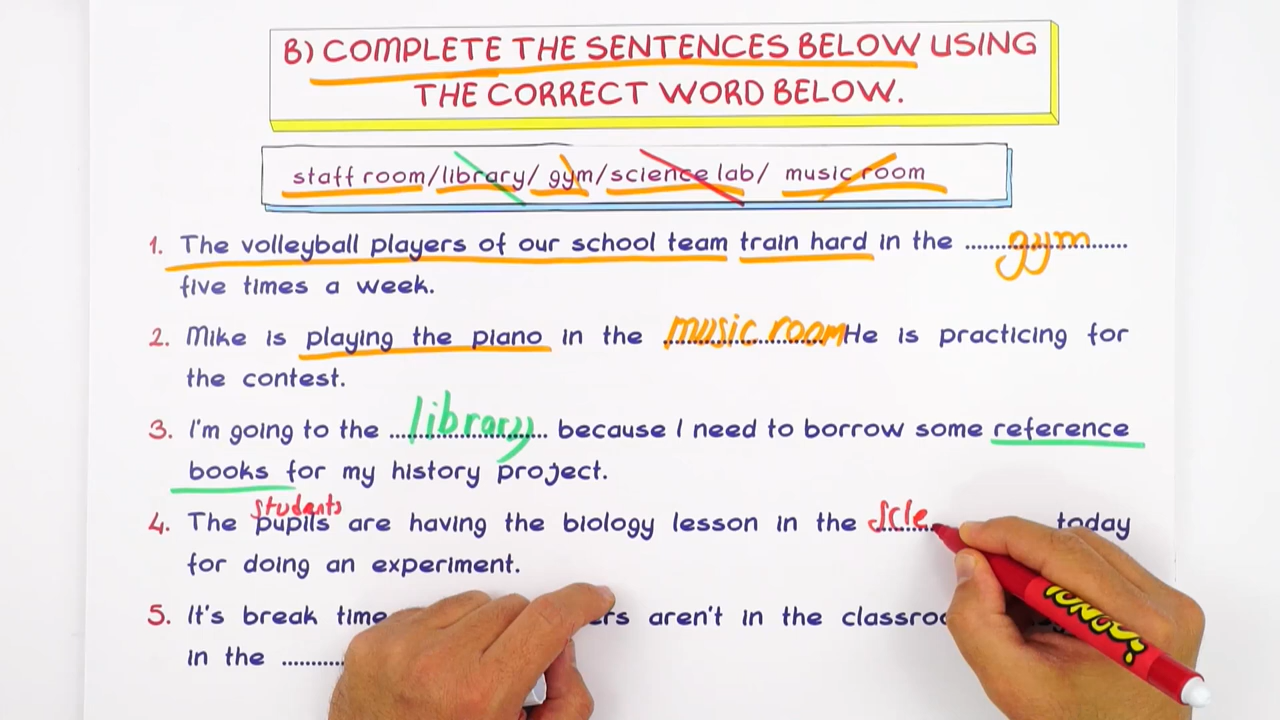 B) COMPLETE THE SENTENCES BELOW USING
THE CORRECT WORD BELOW.
staff room/library/ gym/science lab/ music room
1. The volleyball players of our school team train hard in the ......gym......
five times a week.
2. Mike is playing the piano in the music room He is practicing for
the contest.
3. I'm going to the library because I need to borrow some reference
books for my history project.
students
4. The pupils are having the biology lesson in the scie today
for doing an experiment.
5. It's break time aren't in the
in the ...........